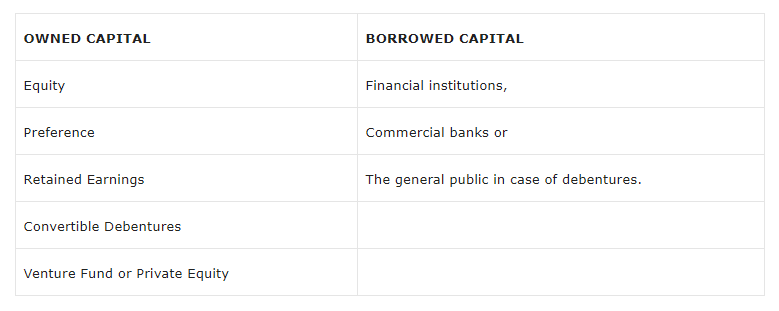 OWNED CAPITAL BORROWED CAPITAL
Equity Financial institutions,
Preference Commercial banks or
Retained Earnings The general public in case of debentures.
Convertible Debentures
Venture Fund or Private Equity